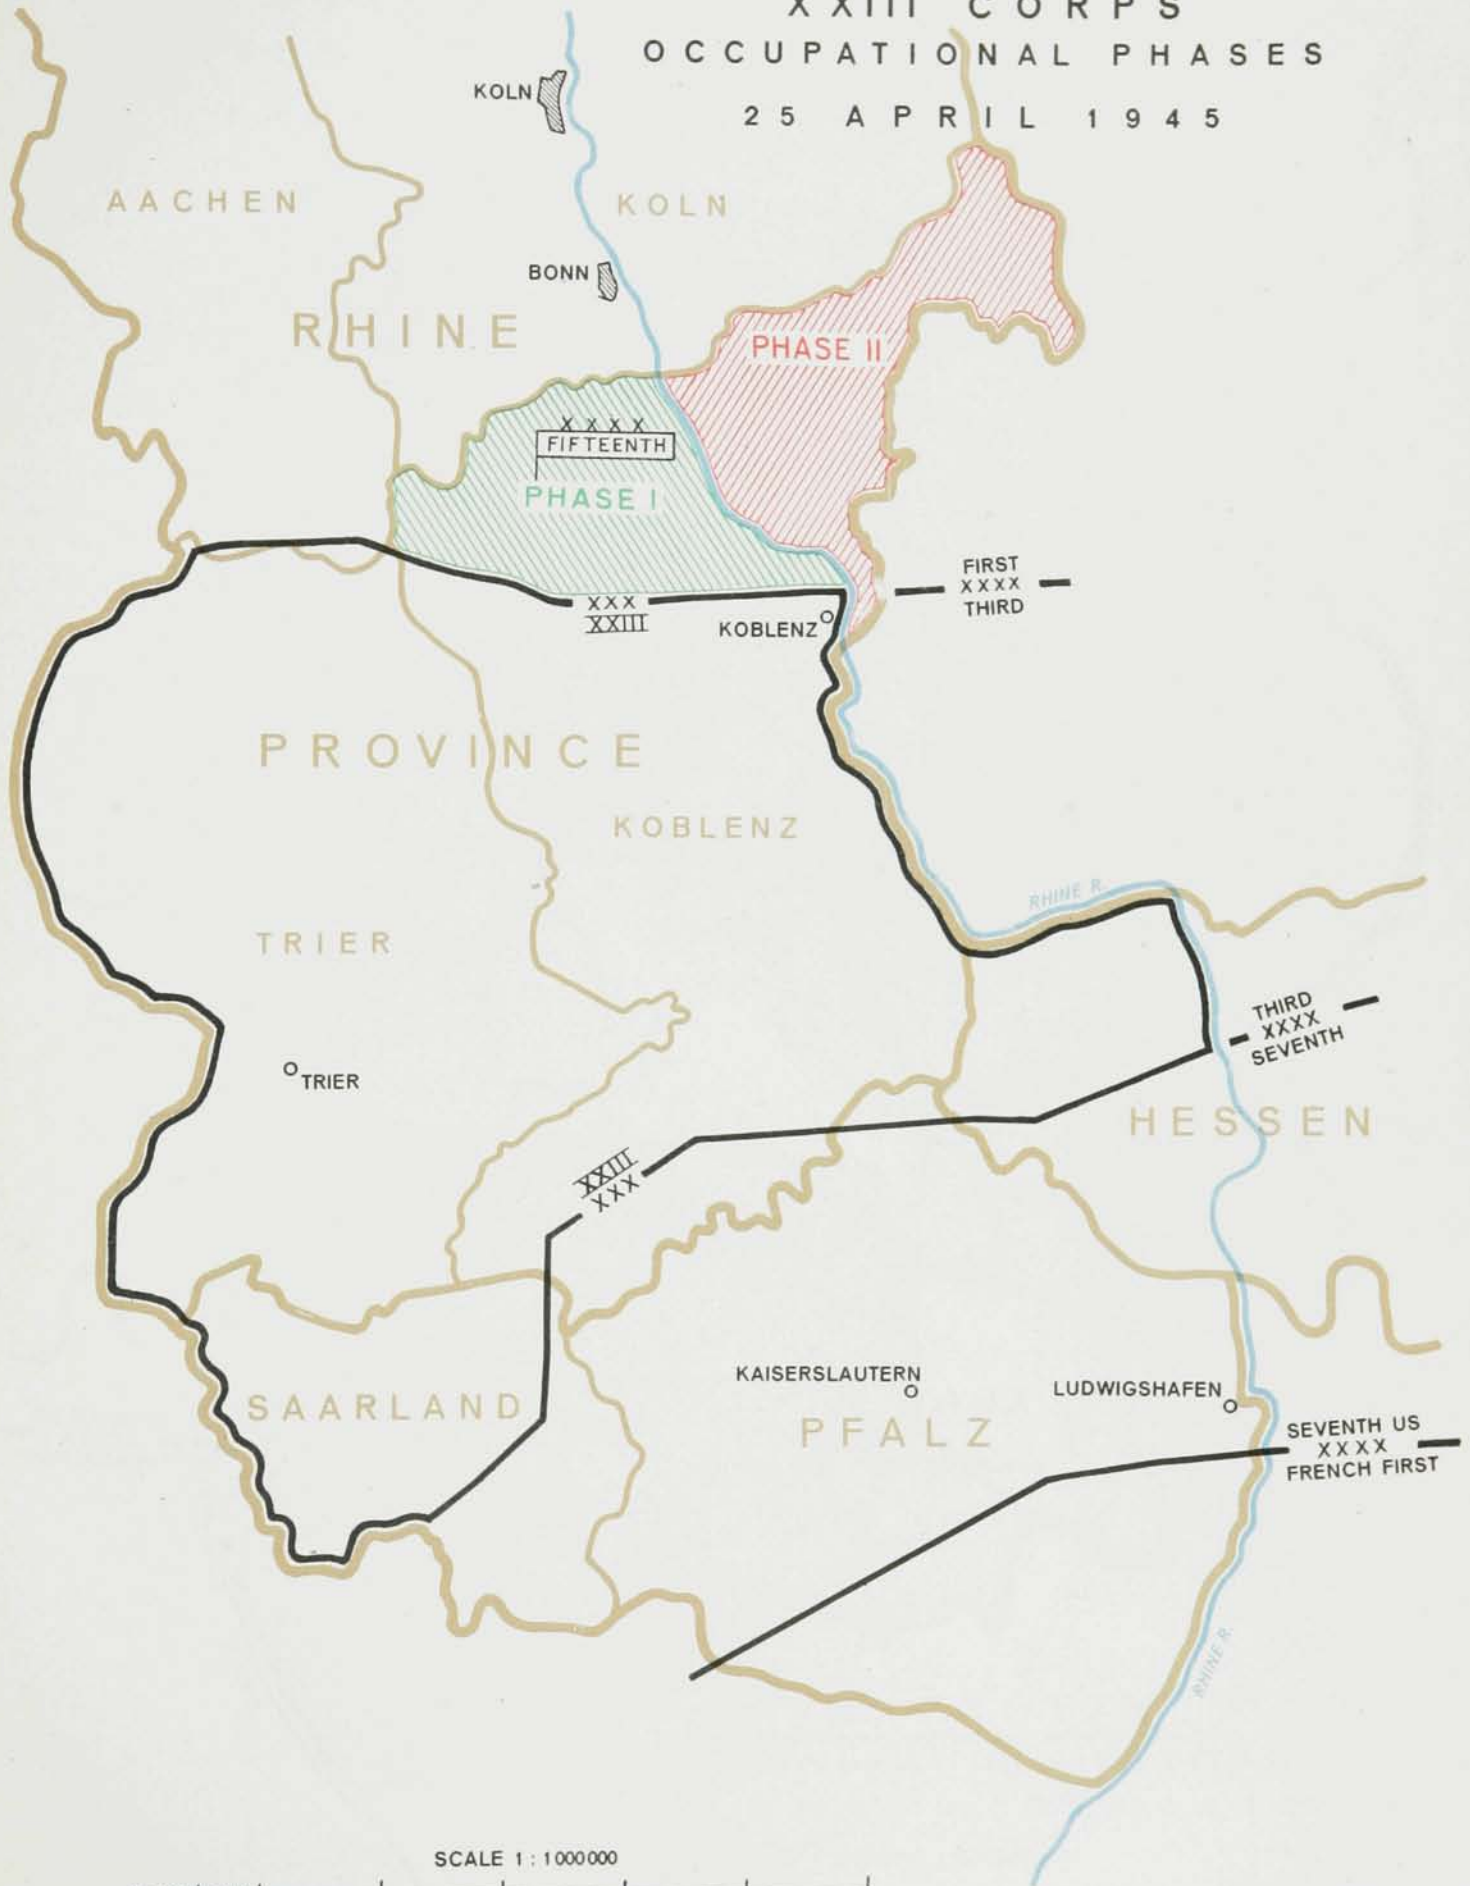 XXIII CORPS
OCCUPATIONAL PHASES
25 APRIL 1945
KOLN
AACHEN
KOLN
BONN
RHINE
PHASE II
X X X X
FIFTEENTH
PHASE I
FIRST
XXXX
THIRD
XXX
XXIII
KOBLENZ
PROVINCE
KOBLENZ
RHINE R.
TRIER
THIRD
XXXX
SEVENTH
TRIER
HESSEN
XXIII
XXX
KAISERSLAUTERN
LUDWIGSHAFEN
SAARLAND
PFALZ
SEVENTH US
XXXX
FRENCH FIRST
RHINE R.
SCALE 1 : 1000000